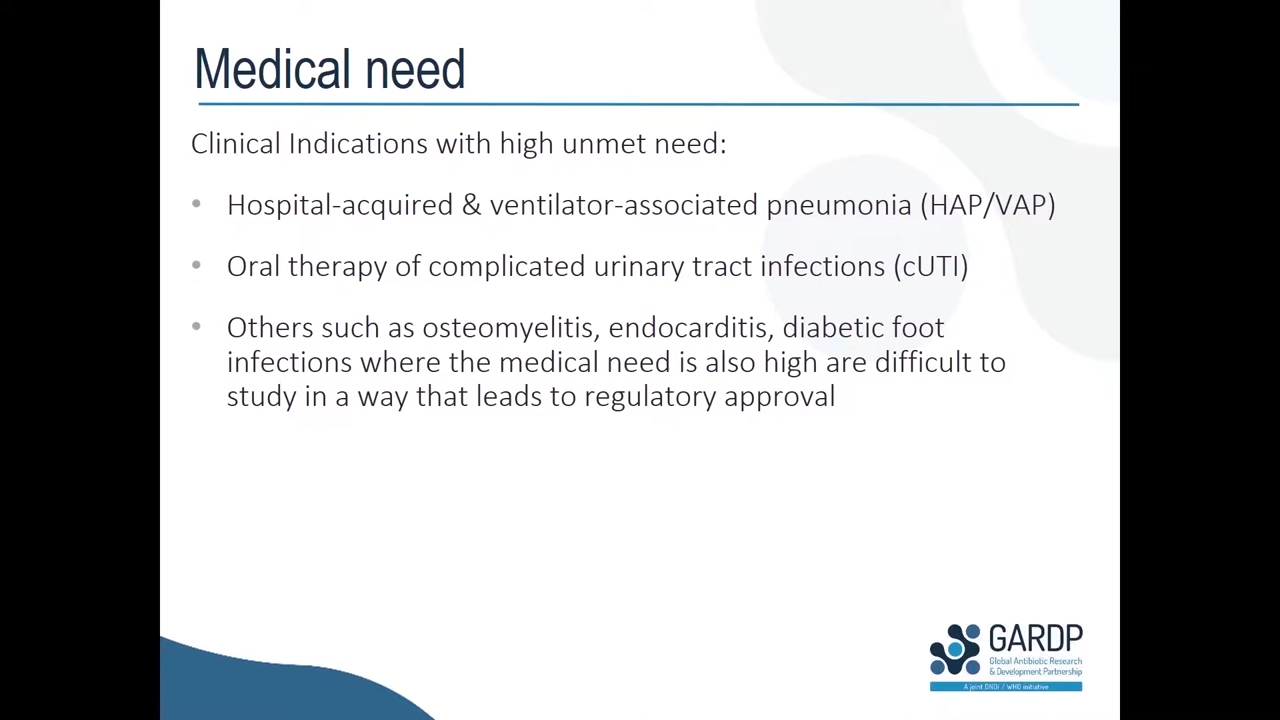 Medical need
Clinical Indications with high unmet need:
• Hospital-acquired & ventilator-associated pneumonia (HAP/VAP)
• Oral therapy of complicated urinary tract infections (cUTI)
• Others such as osteomyelitis, endocarditis, diabetic foot
infections where the medical need is also high are difficult to
study in a way that leads to regulatory approval
GARDP
Global Antibiotic Research
& Development Partnership
A joint DNDi / WHO initiative